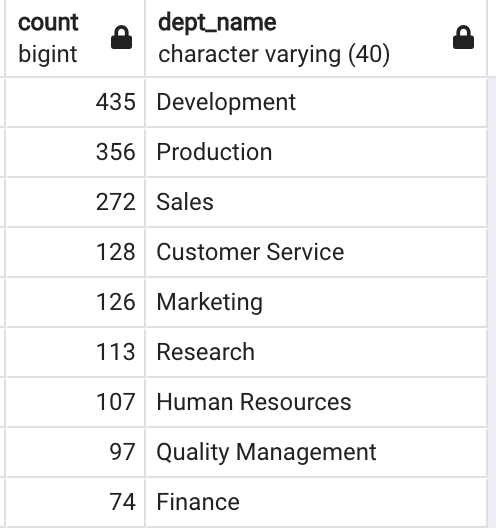 count dept_name
bigint character varying (40)
435 Development
356 Production
272 Sales
128 Customer Service
126 Marketing
113 Research
107 Human Resources
97 Quality Management
74 Finance